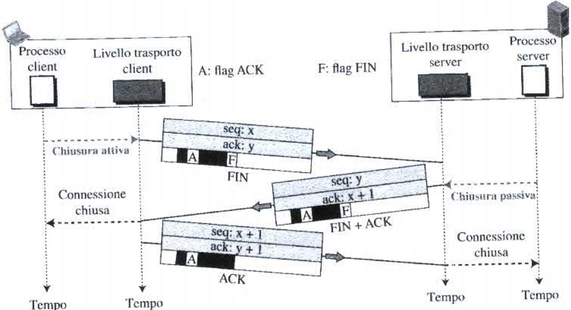 Processo
client
Livello trasporto
client
A: flag ACK
F: flag FIN
Livello trasporto
server
Processo
server
Chiusura attiva
seq: x
ack: y
A F
FIN
seq: y
ack: x + 1
A F
FIN + ACK
Chiusura passiva
Connessione
chiusa
seq: x + 1
ack: y + 1
A
ACK
Connessione
chiusa
Tempo
Tempo
Tempo
Tempo